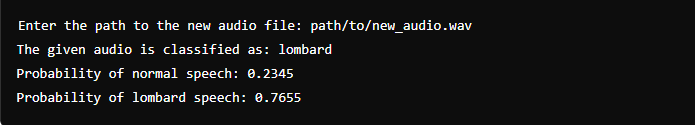 Enter the path to the new audio file: path/to/new_audio.wav
The given audio is classified as: lombard
Probability of normal speech: 0.2345
Probability of lombard speech: 0.7655